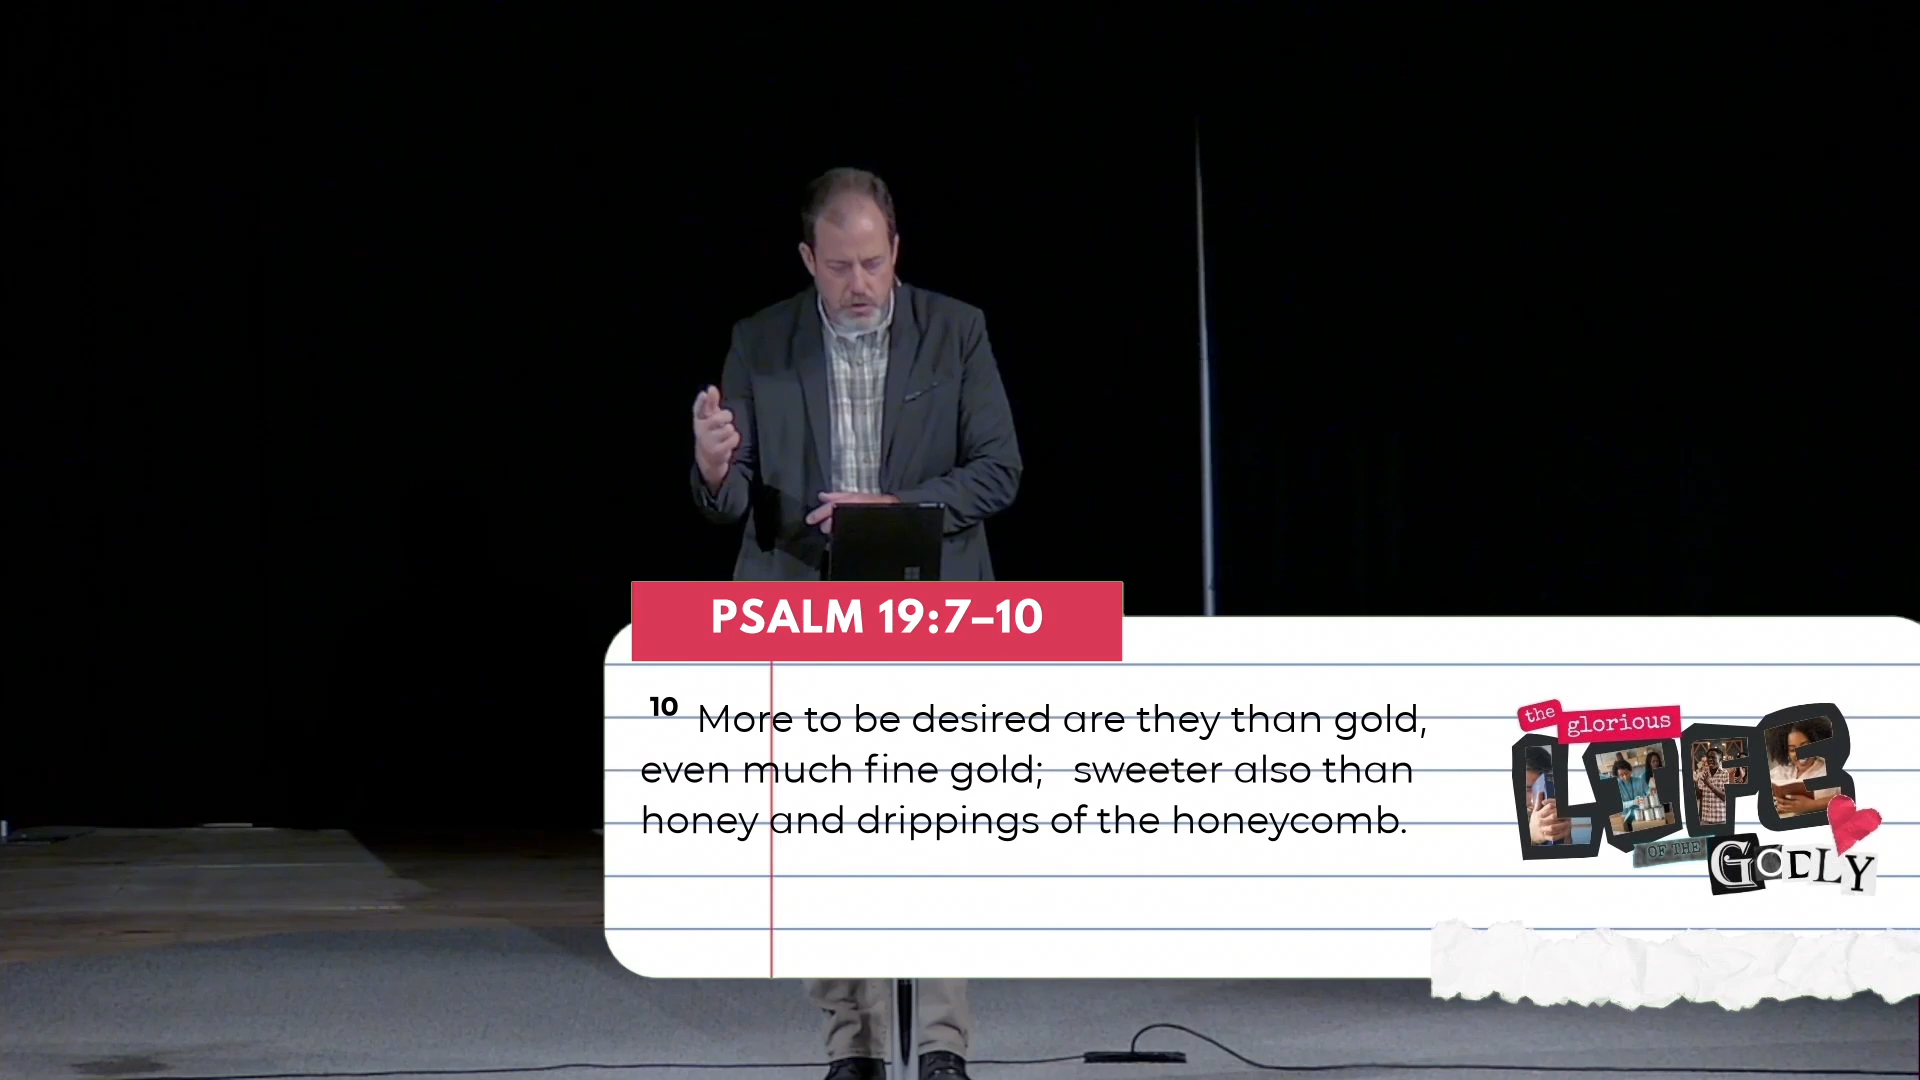 PSALM 19:7–10
10 More to be desired are they than gold,
even much fine gold; sweeter also than
honey and drippings of the honeycomb.
the
glorious
LIFE
OF THE
GODLY